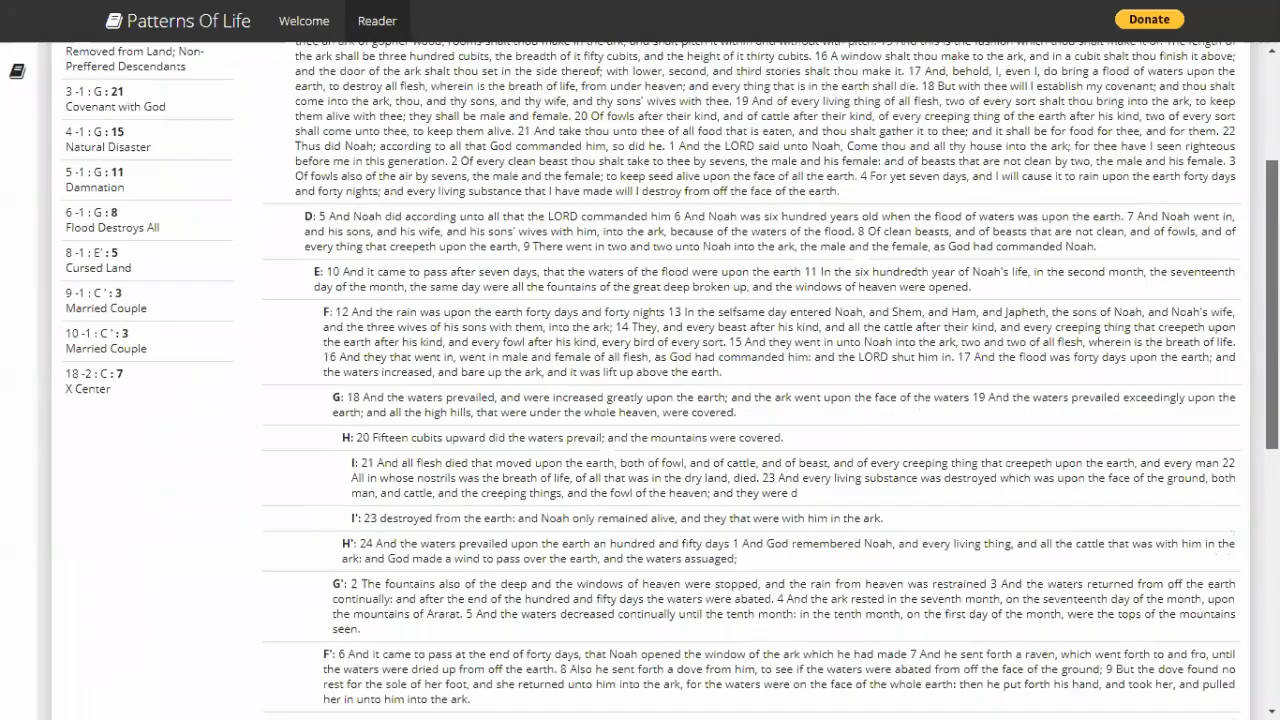 Patterns Of Life
Welcome
Reader
Donate
Removed from Land; Non-
Preffered Descendants
3 -1 : G : 21
Covenant with God
4 -1 : G : 15
Natural Disaster
5 -1 : G : 11
Damnation
6 -1 : G : 8
Flood Destroys All
8 -1 : E' : 5
Cursed Land
9 -1 : C ' : 3
Married Couple
10 -1 : C ' : 3
Married Couple
18 -2 : C : 7
X Center
the ark shall be three hundred cubits, the breadth of it fifty cubits, and the height of it thirty cubits. 16 A window shalt thou make to the ark, and in a cubit shalt thou finish it above;
and the door of the ark shalt thou set in the side thereof; with lower, second, and third stories shalt thou make it. 17 And, behold, I, even I, do bring a flood of waters upon the
earth, to destroy all flesh, wherein is the breath of life, from under heaven; and every thing that is in the earth shall die. 18 But with thee will I establish my covenant; and thou shalt
come into the ark, thou, and thy sons, and thy wife, and thy sons' wives with thee. 19 And of every living thing of all flesh, two of every sort shalt thou bring into the ark, to keep
them alive with thee; they shall be male and female. 20 Of fowls after their kind, and of cattle after their kind, of every creeping thing of the earth after his kind, two of every sort
shall come unto thee, to keep them alive. 21 And take thou unto thee of all food that is eaten, and thou shalt gather it to thee; and it shall be for food for thee, and for them. 22
Thus did Noah; according to all that God commanded him, so did he. 1 And the LORD said unto Noah, Come thou and all thy house into the ark; for thee have I seen righteous
before me in this generation. 2 Of every clean beast thou shalt take to thee by sevens, the male and his female: and of beasts that are not clean by two, the male and his female. 3
Of fowls also of the air by sevens, the male and the female; to keep seed alive upon the face of all the earth. 4 For yet seven days, and I will cause it to rain upon the earth forty days
and forty nights; and every living substance that I have made will I destroy from off the face of the earth.
D: 5 And Noah did according unto all that the LORD commanded him 6 And Noah was six hundred years old when the flood of waters was upon the earth. 7 And Noah went in,
and his sons, and his wife, and his sons' wives with him, into the ark, because of the waters of the flood. 8 Of clean beasts, and of beasts that are not clean, and of fowls, and of
every thing that creepeth upon the earth, 9 There went in two and two unto Noah into the ark, the male and the female, as God had commanded Noah.
E: 10 And it came to pass after seven days, that the waters of the flood were upon the earth 11 In the six hundredth year of Noah's life, in the second month, the seventeenth
day of the month, the same day were all the fountains of the great deep broken up, and the windows of heaven were opened.
F: 12 And the rain was upon the earth forty days and forty nights 13 In the selfsame day entered Noah, and Shem, and Ham, and Japheth, the sons of Noah, and Noah's wife,
and the three wives of his sons with them, into the ark; 14 They, and every beast after his kind, and all the cattle after their kind, and every creeping thing that creepeth upon
the earth after his kind, and every fowl after his kind, every bird of every sort. 15 And they went in unto Noah into the ark, two and two of all flesh, wherein is the breath of life.
16 And they that went in, went in male and female of all flesh, as God had commanded him: and the LORD shut him in. 17 And the flood was forty days upon the earth; and
the waters increased, and bare up the ark, and it was lift up above the earth.
G: 18 And the waters prevailed, and were increased greatly upon the earth; and the ark went upon the face of the waters 19 And the waters prevailed exceedingly upon the
earth; and all the high hills, that were under the whole heaven, were covered.
H: 20 Fifteen cubits upward did the waters prevail; and the mountains were covered.
I: 21 And all flesh died that moved upon the earth, both of fowl, and of cattle, and of beast, and of every creeping thing that creepeth upon the earth, and every man 22
All in whose nostrils was the breath of life, of all that was in the dry land, died. 23 And every living substance was destroyed which was upon the face of the ground, both
man, and cattle, and the creeping things, and the fowl of the heaven; and they were d
I': 23 destroyed from the earth: and Noah only remained alive, and they that were with him in the ark.
H': 24 And the waters prevailed upon the earth an hundred and fifty days 1 And God remembered Noah, and every living thing, and all the cattle that was with him in the
ark: and God made a wind to pass over the earth, and the waters assuaged;
G': 2 The fountains also of the deep and the windows of heaven were stopped, and the rain from heaven was restrained 3 And the waters returned from off the earth
continually: and after the end of the hundred and fifty days the waters were abated. 4 And the ark rested in the seventh month, on the seventeenth day of the month, upon
the mountains of Ararat. 5 And the waters decreased continually until the tenth month: in the tenth month, on the first day of the month, were the tops of the mountains
seen.
F': 6 And it came to pass at the end of forty days, that Noah opened the window of the ark which he had made 7 And he sent forth a raven, which went forth to and fro, until
the waters were dried up from off the earth. 8 Also he sent forth a dove from him, to see if the waters were abated from off the face of the ground; 9 But the dove found no
rest for the sole of her foot, and she returned unto him into the ark, for the waters were on the face of the whole earth: then he put forth his hand, and took her, and pulled
her in unto him into the ark.